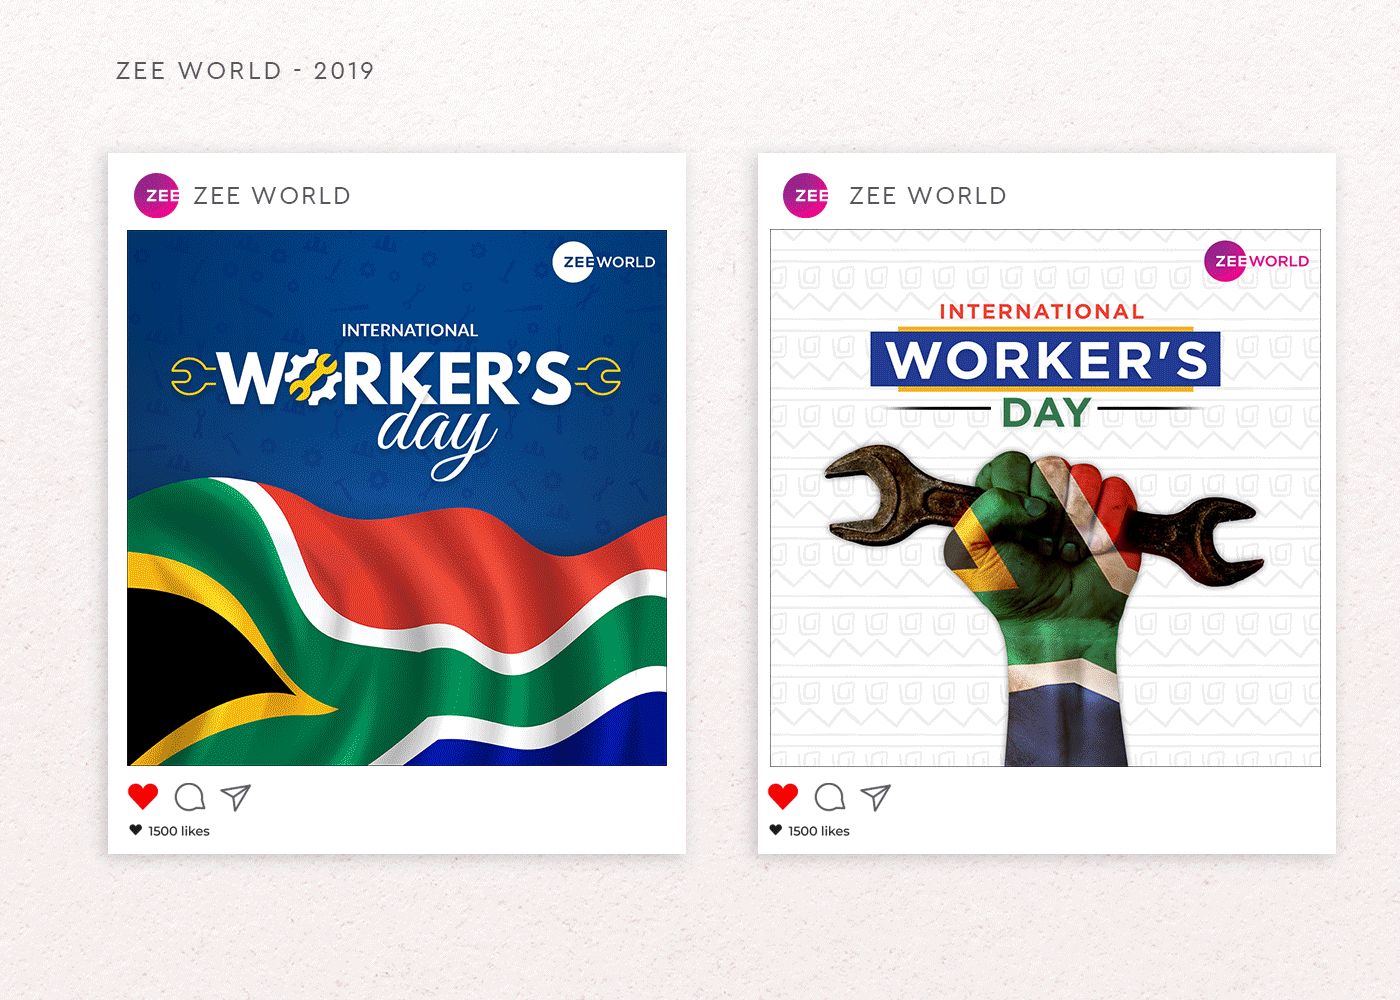 ZEE WORLD - 2019
ZEE ZEE WORLD
ZEEWORLD
INTERNATIONAL
WORKER'S
day
1500 likes
ZEE ZEE WORLD
ZEEWORLD
INTERNATIONAL
WORKER'S
DAY
1500 likes